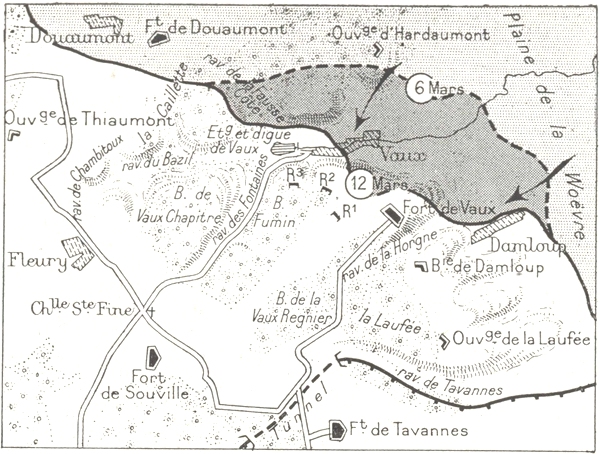 Douaumont
Fᵗ de Douaumont
Ouvᵍᵉ d'Hardaumont
Plaine de la Woëvre
6 Mars
rav. de la Fausse
Côte
la Caillette
Ouvᵍᵉ de Thiaumont
rav. de Chambitoux
rav. du Bazil
Etᵍ et digue
de Vaux
Vaux
12 Mars
R³
R²
R¹
B. de
Vaux Chapitre
rav. des Fontaines
B.
Fumin
Fort de Vaux
Damloup
Bⁱᵉ de Damloup
rav. de la Horgne
Fleury
Chˡˡᵉ Sᵗᵉ Fine
B. de la
Vaux Regnier
la Laufée
Ouvᵍᵉ de la Laufée
Fort
de Souville
rav. de Tavannes
Tunnel
Fᵗ de Tavannes